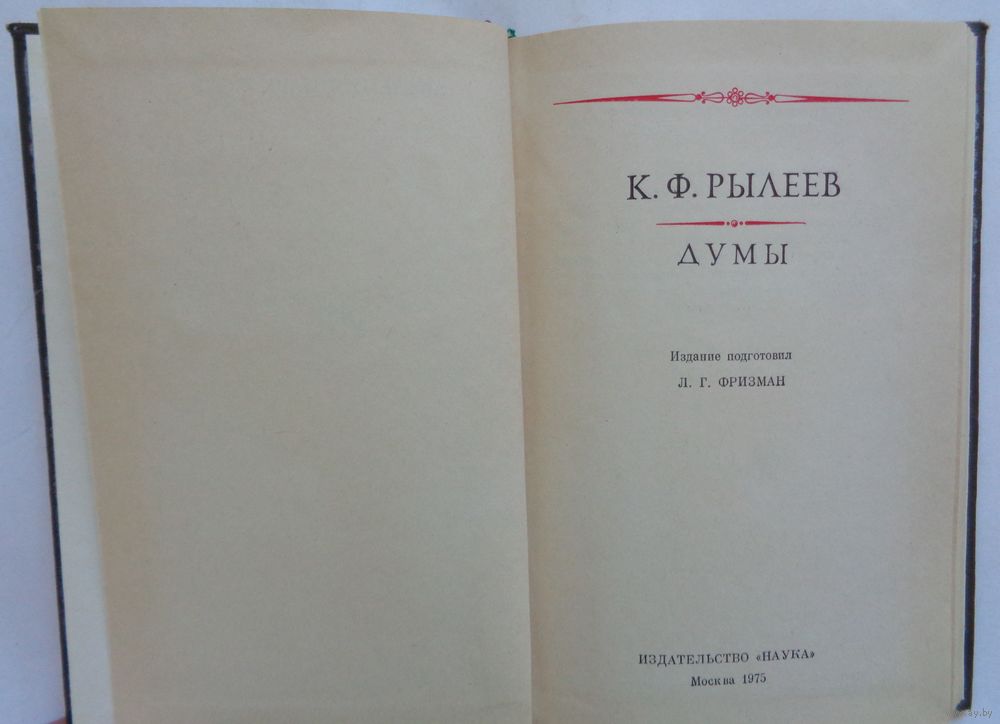 К. Ф. РЫЛЕЕВ
ДУМЫ
Издание подготовил
Л. Г. ФРИЗМАН
ИЗДАТЕЛЬСТВО «НАУКА»
Москва 1975